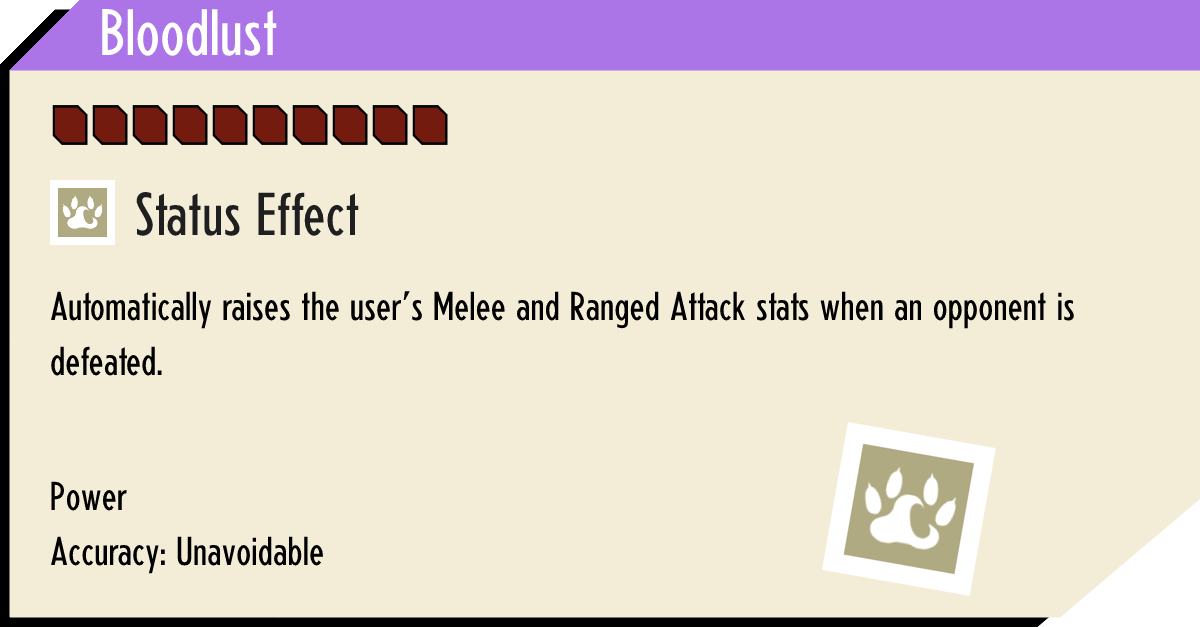 Bloodlust
Status Effect
Automatically raises the user's Melee and Ranged Attack stats when an opponent is
defeated.
Power
Accuracy: Unavoidable